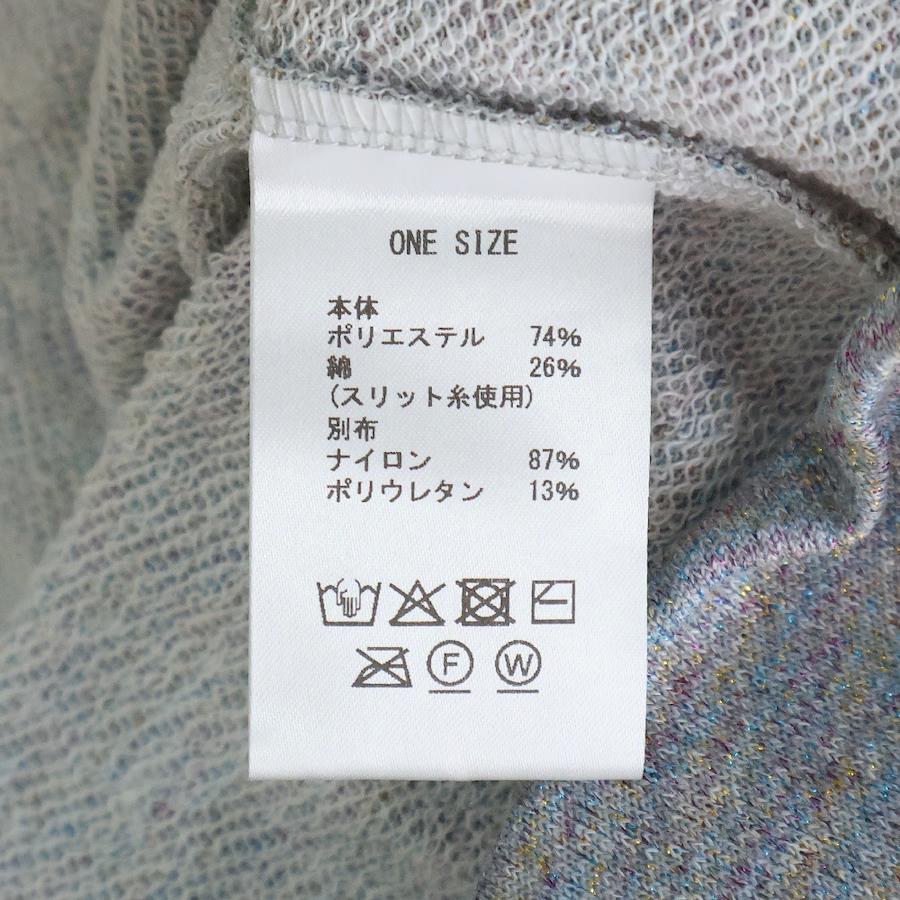 ONE SIZE
本体
ポリエステル 74%
綿 26%
(スリット糸使用)
別布
ナイロン 87%
ポリウレタン 13%
F W